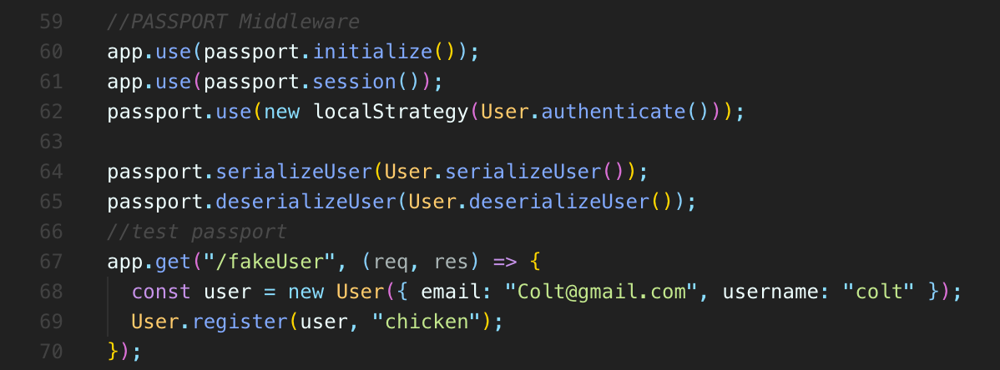 59 //PASSPORT Middleware
60 app.use(passport.initialize());
61 app.use(passport.session());
62 passport.use(new localStrategy(User.authenticate()));
63
64 passport.serializeUser(User.serializeUser());
65 passport.deserializeUser(User.deserializeUser());
66 //test passport
67 app.get("/fakeUser", (req, res) => {
68 const user = new User({ email: "Colt@gmail.com", username: "colt" });
69 User.register(user, "chicken");
70 });